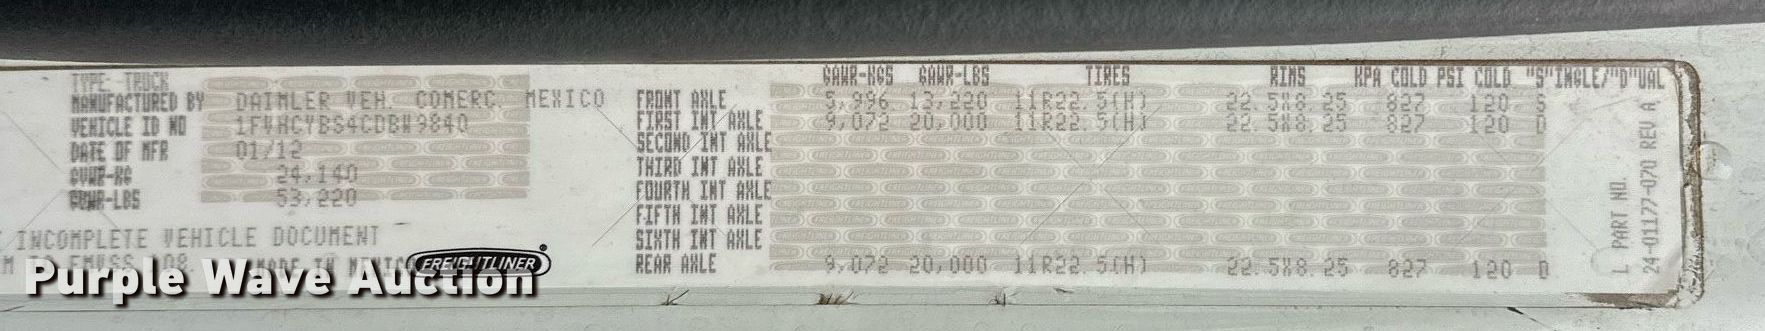 TYPE TRUCK
MANUFACTURED BY DAIMLER VEH. COMERC. MEXICO
VEHICLE ID NO 1FVHCYBS4CDBW9840
DATE OF MFR 01/12
GVWR-KG 24,140
GVWR-LBS 53,220
INCOMPLETE VEHICLE DOCUMENT
FMVSS 108. MADE IN MEXICO
FREIGHTLINER
GAWR-KGS GAWR-LBS TIRES RIMS KPA COLD PSI COLD "S"INGLE/"D"UAL
FRONT AXLE 5,996 13,220 11R22.5(H) 22.5X8.25 827 120 S
FIRST INT AXLE 9,072 20,000 11R22.5(H) 22.5X8.25 827 120 D
SECOND INT AXLE
THIRD INT AXLE
FOURTH INT AXLE
FIFTH INT AXLE
SIXTH INT AXLE
REAR AXLE 9,072 20,000 11R22.5(H) 22.5X8.25 827 120 D
L PART NO.
24-01177-070 REV A
Purple Wave Auction